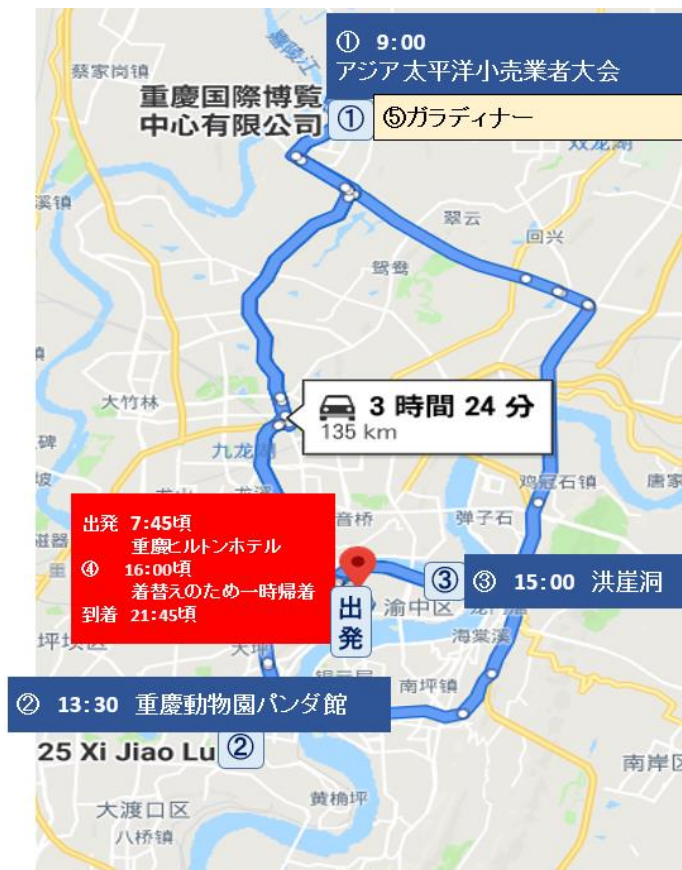 ① 9:00
アジア太平洋小売業者大会
嘉陵江
蔡家岗镇
重慶国際博覧
中心有限公司
①
⑤ガラディナー
双龙湖
翠云
回兴
鸳鸯
大竹林
3 時間 24 分
135 km
九龙湖
鸡冠石镇
唐家
出発 7:45頃
重慶ヒルトンホテル
④ 16:00頃
着替えのため一時帰着
到着 21:45頃
音桥
弹子石
③
③ 15:00 洪崖洞
出
発
渝中区
海棠溪
② 13:30 重慶動物園パンダ館
南坪镇
25 Xi Jiao Lu
②
南岸区
黄桷坪
大渡口区
八桥镇